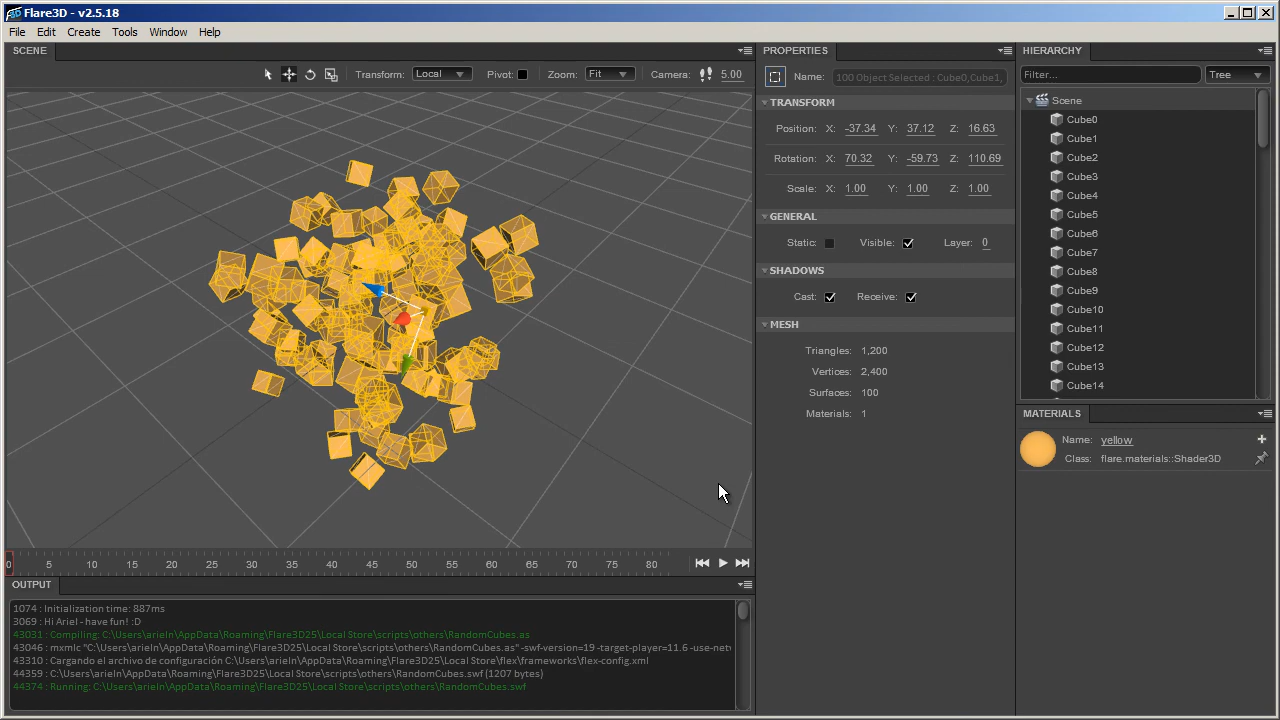 Flare3D - v2.5.18
File Edit Create Tools Window Help
SCENE
Transform: Local Pivot: Zoom: Fit Camera: 5.00
0 5 10 15 20 25 30 35 40 45 50 55 60 65 70 75 80
OUTPUT
1074 : Initialization time: 887ms
3069 : Hi Ariel - have fun! :D
43031 : Compiling: C:\Users\arieln\AppData\Roaming\Flare3D25\Local Store\scripts\others\RandomCubes.as
43046 : mxmlc "C:\Users\arieln\AppData\Roaming\Flare3D25\Local Store\scripts\others\RandomCubes.as" -swf-version=19 -target-player=11.6 -use-net
43310 : Cargando el archivo de configuración C:\Users\arieln\AppData\Roaming\Flare3D25\Local Store\flex\frameworks\flex-config.xml
44359 : C:\Users\arieln\AppData\Roaming\Flare3D25\Local Store\scripts\others\RandomCubes.swf (1207 bytes)
44374 : Running: C:\Users\arieln\AppData\Roaming\Flare3D25\Local Store\scripts\others\RandomCubes.swf
PROPERTIES
Name: 100 Object Selected : Cube0,Cube1,
TRANSFORM
Position: X: -37.34 Y: 37.12 Z: 16.63
Rotation: X: 70.32 Y: -59.73 Z: 110.69
Scale: X: 1.00 Y: 1.00 Z: 1.00
GENERAL
Static: Visible: Layer: 0
SHADOWS
Cast: Receive:
MESH
Triangles: 1,200
Vertices: 2,400
Surfaces: 100
Materials: 1
HIERARCHY
Filter... Tree
Scene
Cube0
Cube1
Cube2
Cube3
Cube4
Cube5
Cube6
Cube7
Cube8
Cube9
Cube10
Cube11
Cube12
Cube13
Cube14
MATERIALS
Name: yellow
Class: flare.materials::Shader3D